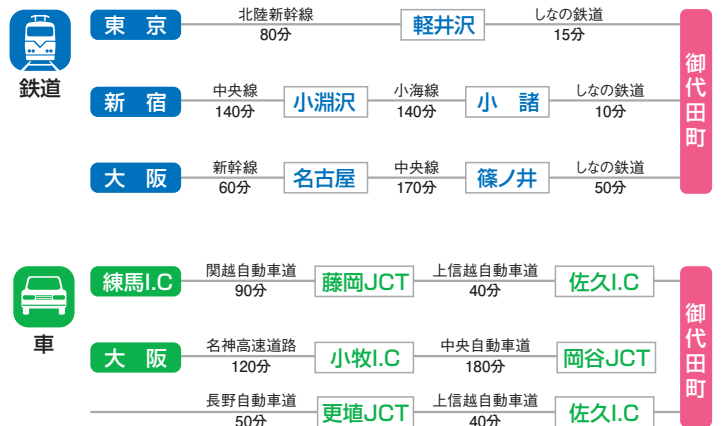 鉄道
東京 北陸新幹線 80分 軽井沢 しなの鉄道 15分
新宿 中央線 140分 小淵沢 小海線 140分 小諸 しなの鉄道 10分
大阪 新幹線 60分 名古屋 中央線 170分 篠ノ井 しなの鉄道 50分
御代田町
車
練馬I.C 関越自動車道 90分 藤岡JCT 上信越自動車道 40分 佐久I.C
大阪 名神高速道路 120分 小牧I.C 中央自動車道 180分 岡谷JCT
長野自動車道 50分 更埴JCT 上信越自動車道 40分 佐久I.C
御代田町